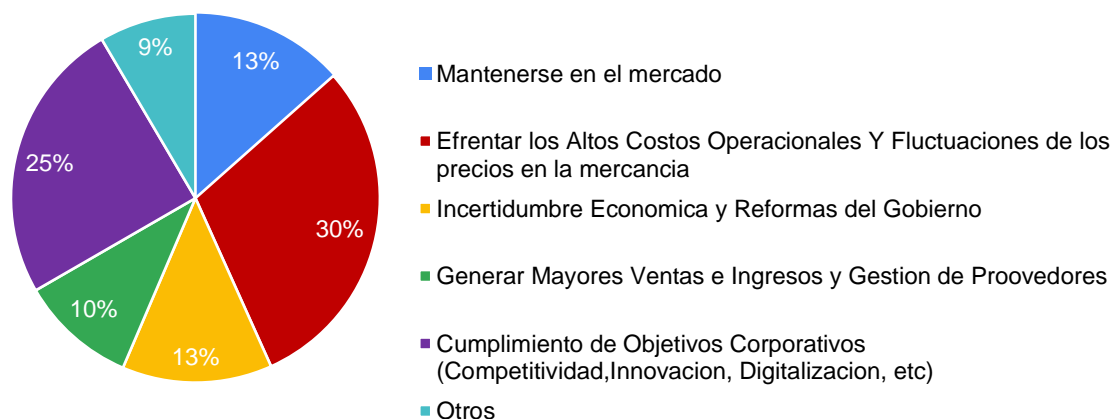 9%
13%
25%
30%
10%
13%
Mantenerse en el mercado
Efrentar los Altos Costos Operacionales Y Fluctuaciones de los
precios en la mercancia
Incertidumbre Economica y Reformas del Gobierno
Generar Mayores Ventas e Ingresos y Gestion de Proovedores
Cumplimiento de Objetivos Corporativos
(Competitividad,Innovacion, Digitalizacion, etc)
Otros